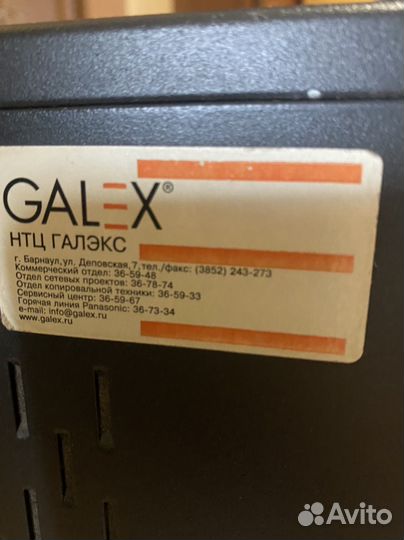 GALEX®
НТЦ ГАЛЭКС
г. Барнаул,ул. Деповская,7,тел./факс: (3852) 243-273
Коммерческий отдел: 36-59-48
Отдел сетевых проектов: 36-78-74
Отдел копировальной техники: 36-59-33
Сервисный центр: 36-59-67
Горячая линия Panasonic: 36-73-34
e-mail: info@galex.ru
www.galex.ru
Avito